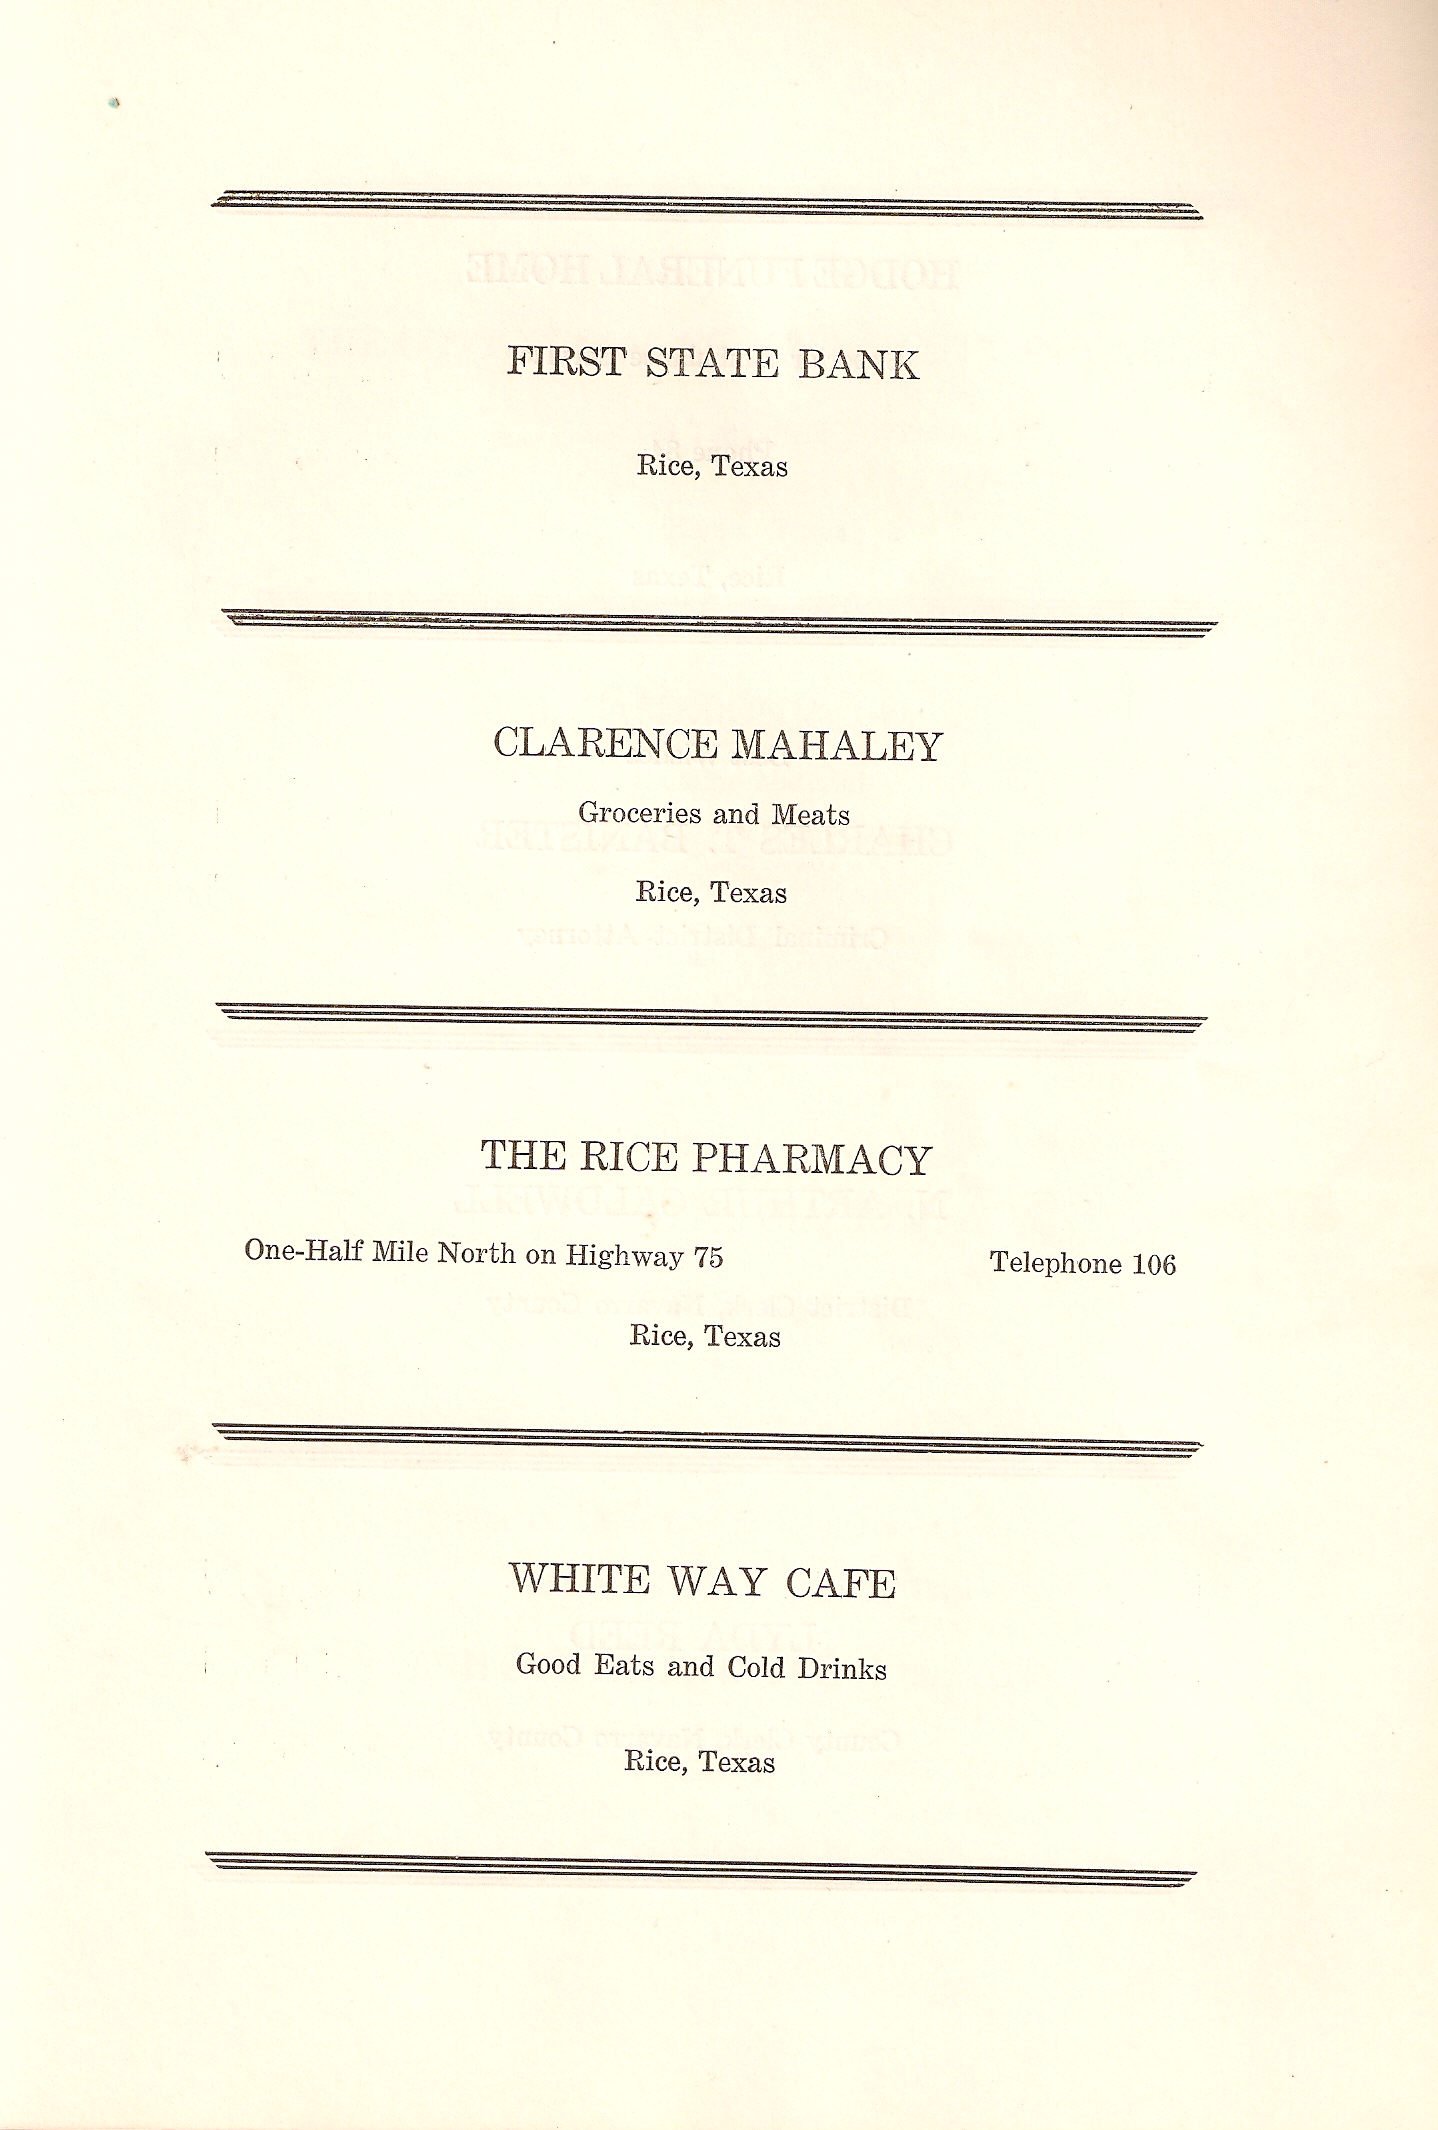 FIRST STATE BANK
Rice, Texas
CLARENCE MAHALEY
Groceries and Meats
Rice, Texas
THE RICE PHARMACY
One-Half Mile North on Highway 75 Telephone 106
Rice, Texas
WHITE WAY CAFE
Good Eats and Cold Drinks
Rice, Texas